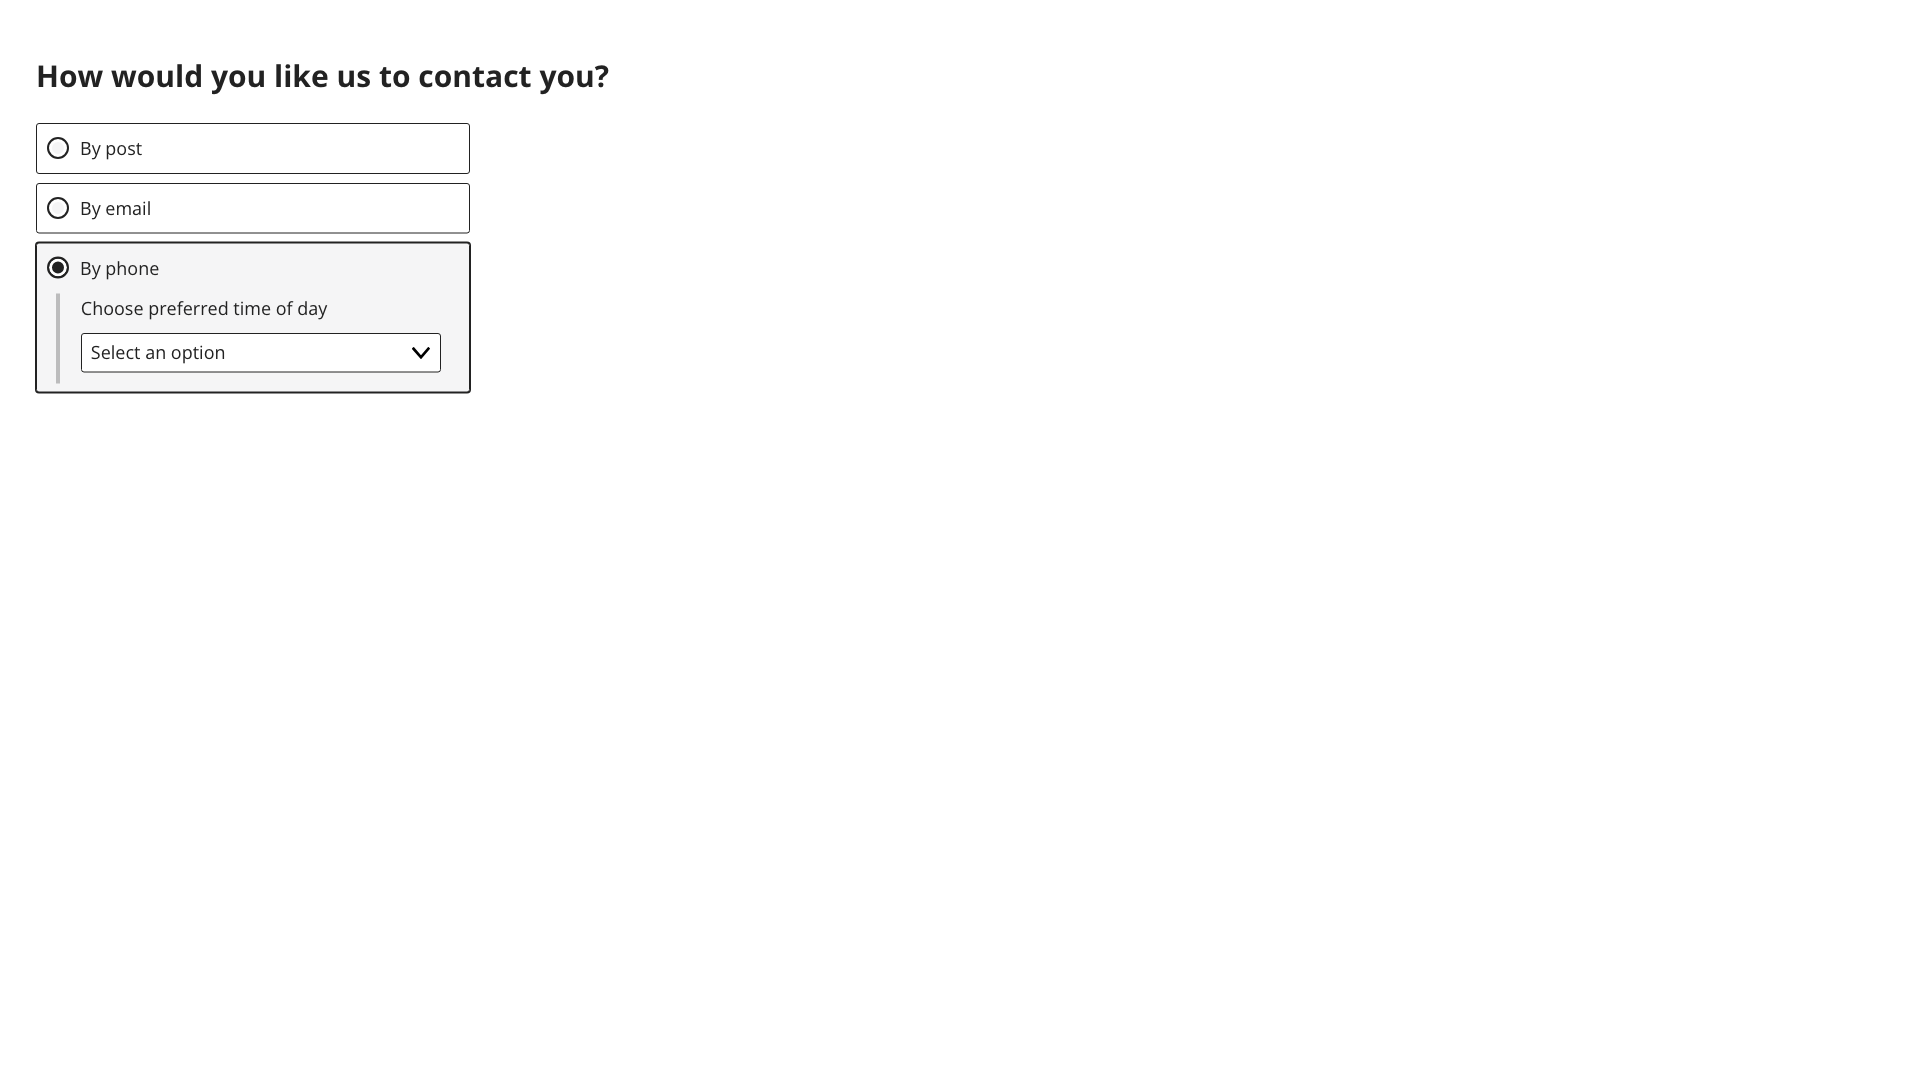 How would you like us to contact you?
By post
By email
By phone
Choose preferred time of day
Select an option